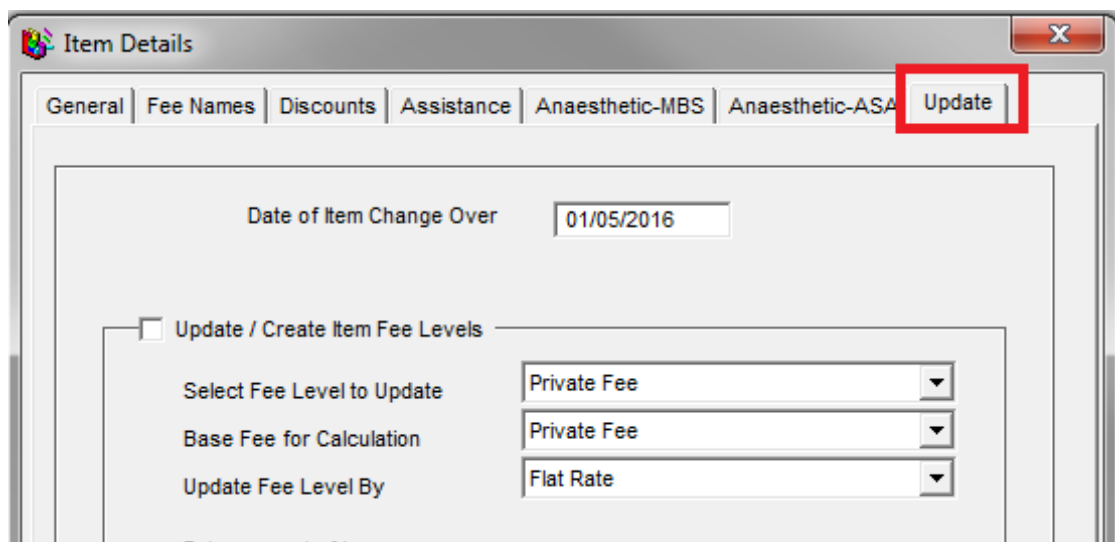 Item Details
General Fee Names Discounts Assistance Anaesthetic-MBS Anaesthetic-ASA Update
Date of Item Change Over 01/05/2016
Update / Create Item Fee Levels
Select Fee Level to Update Private Fee
Base Fee for Calculation Private Fee
Update Fee Level By Flat Rate